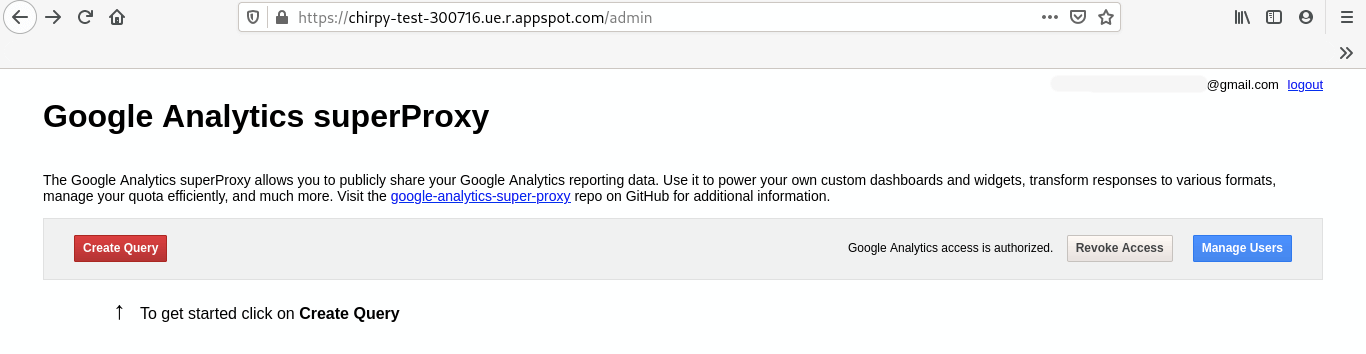 https://chirpy-test-300716.ue.r.appspot.com/admin
@gmail.com logout
Google Analytics superProxy
The Google Analytics superProxy allows you to publicly share your Google Analytics reporting data. Use it to power your own custom dashboards and widgets, transform responses to various formats,
manage your quota efficiently, and much more. Visit the google-analytics-super-proxy repo on GitHub for additional information.
Create Query Google Analytics access is authorized. Revoke Access Manage Users
↑ To get started click on Create Query